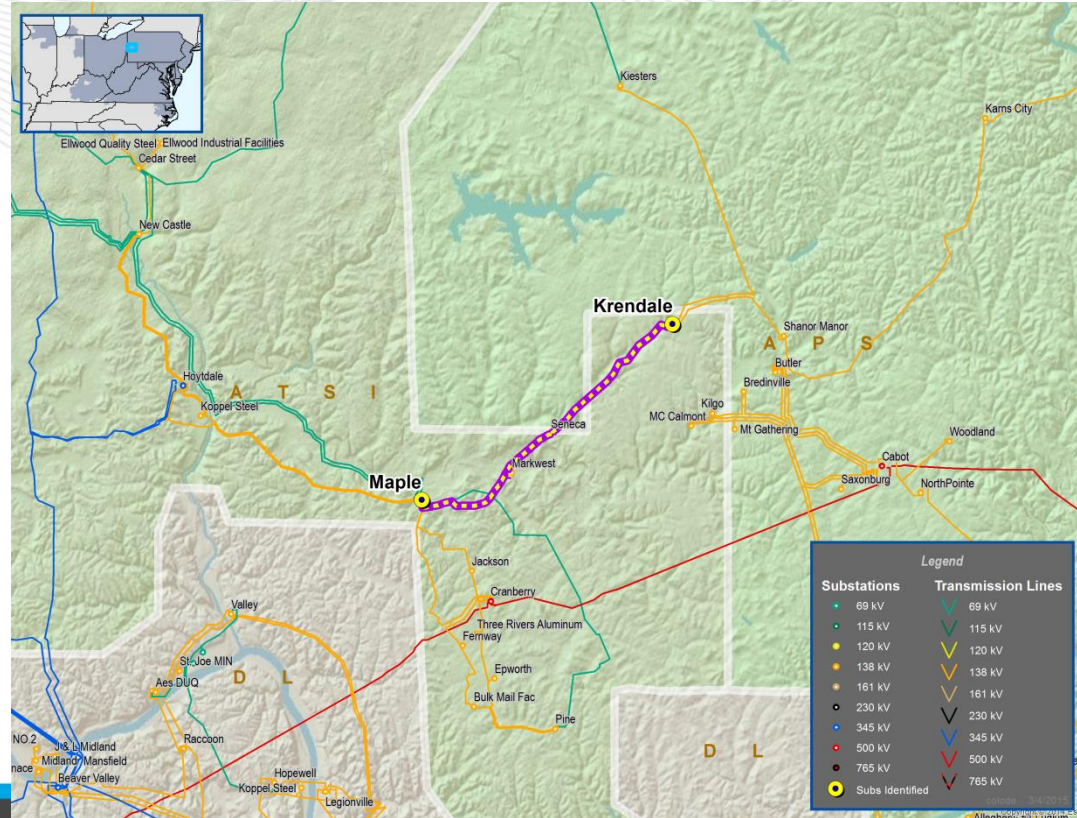 Kiesters
Karns City
Ellwood Quality Steel
Ellwood Industrial Facilities
Cedar Street
New Castle
Krendale
Shanor Manor
A P S
Butler
Hoytdale
Bredinville
A T S I
Koppel Steel
Kilgo
MC Calmont
Mt Gathering
Seneca
Woodland
Cabot
Markwest
Saxonburg
NorthPointe
Maple
Jackson
Cranberry
Valley
Three Rivers Aluminum
Fernway
St. Joe MIN
Epworth
Aes DUQ
D L
Bulk Mail Fac
Pine
NO.2
J & L Midland
Raccoon
D L
Midland
Mansfield
nace
Beaver Valley
Hopewell
Koppel Steel
Legionville
Legend
Substations
Transmission Lines
69 kV
69 kV
115 kV
115 kV
120 kV
120 kV
138 kV
138 kV
161 kV
161 kV
230 kV
230 kV
345 kV
345 kV
500 kV
500 kV
765 kV
765 kV
Subs Identified